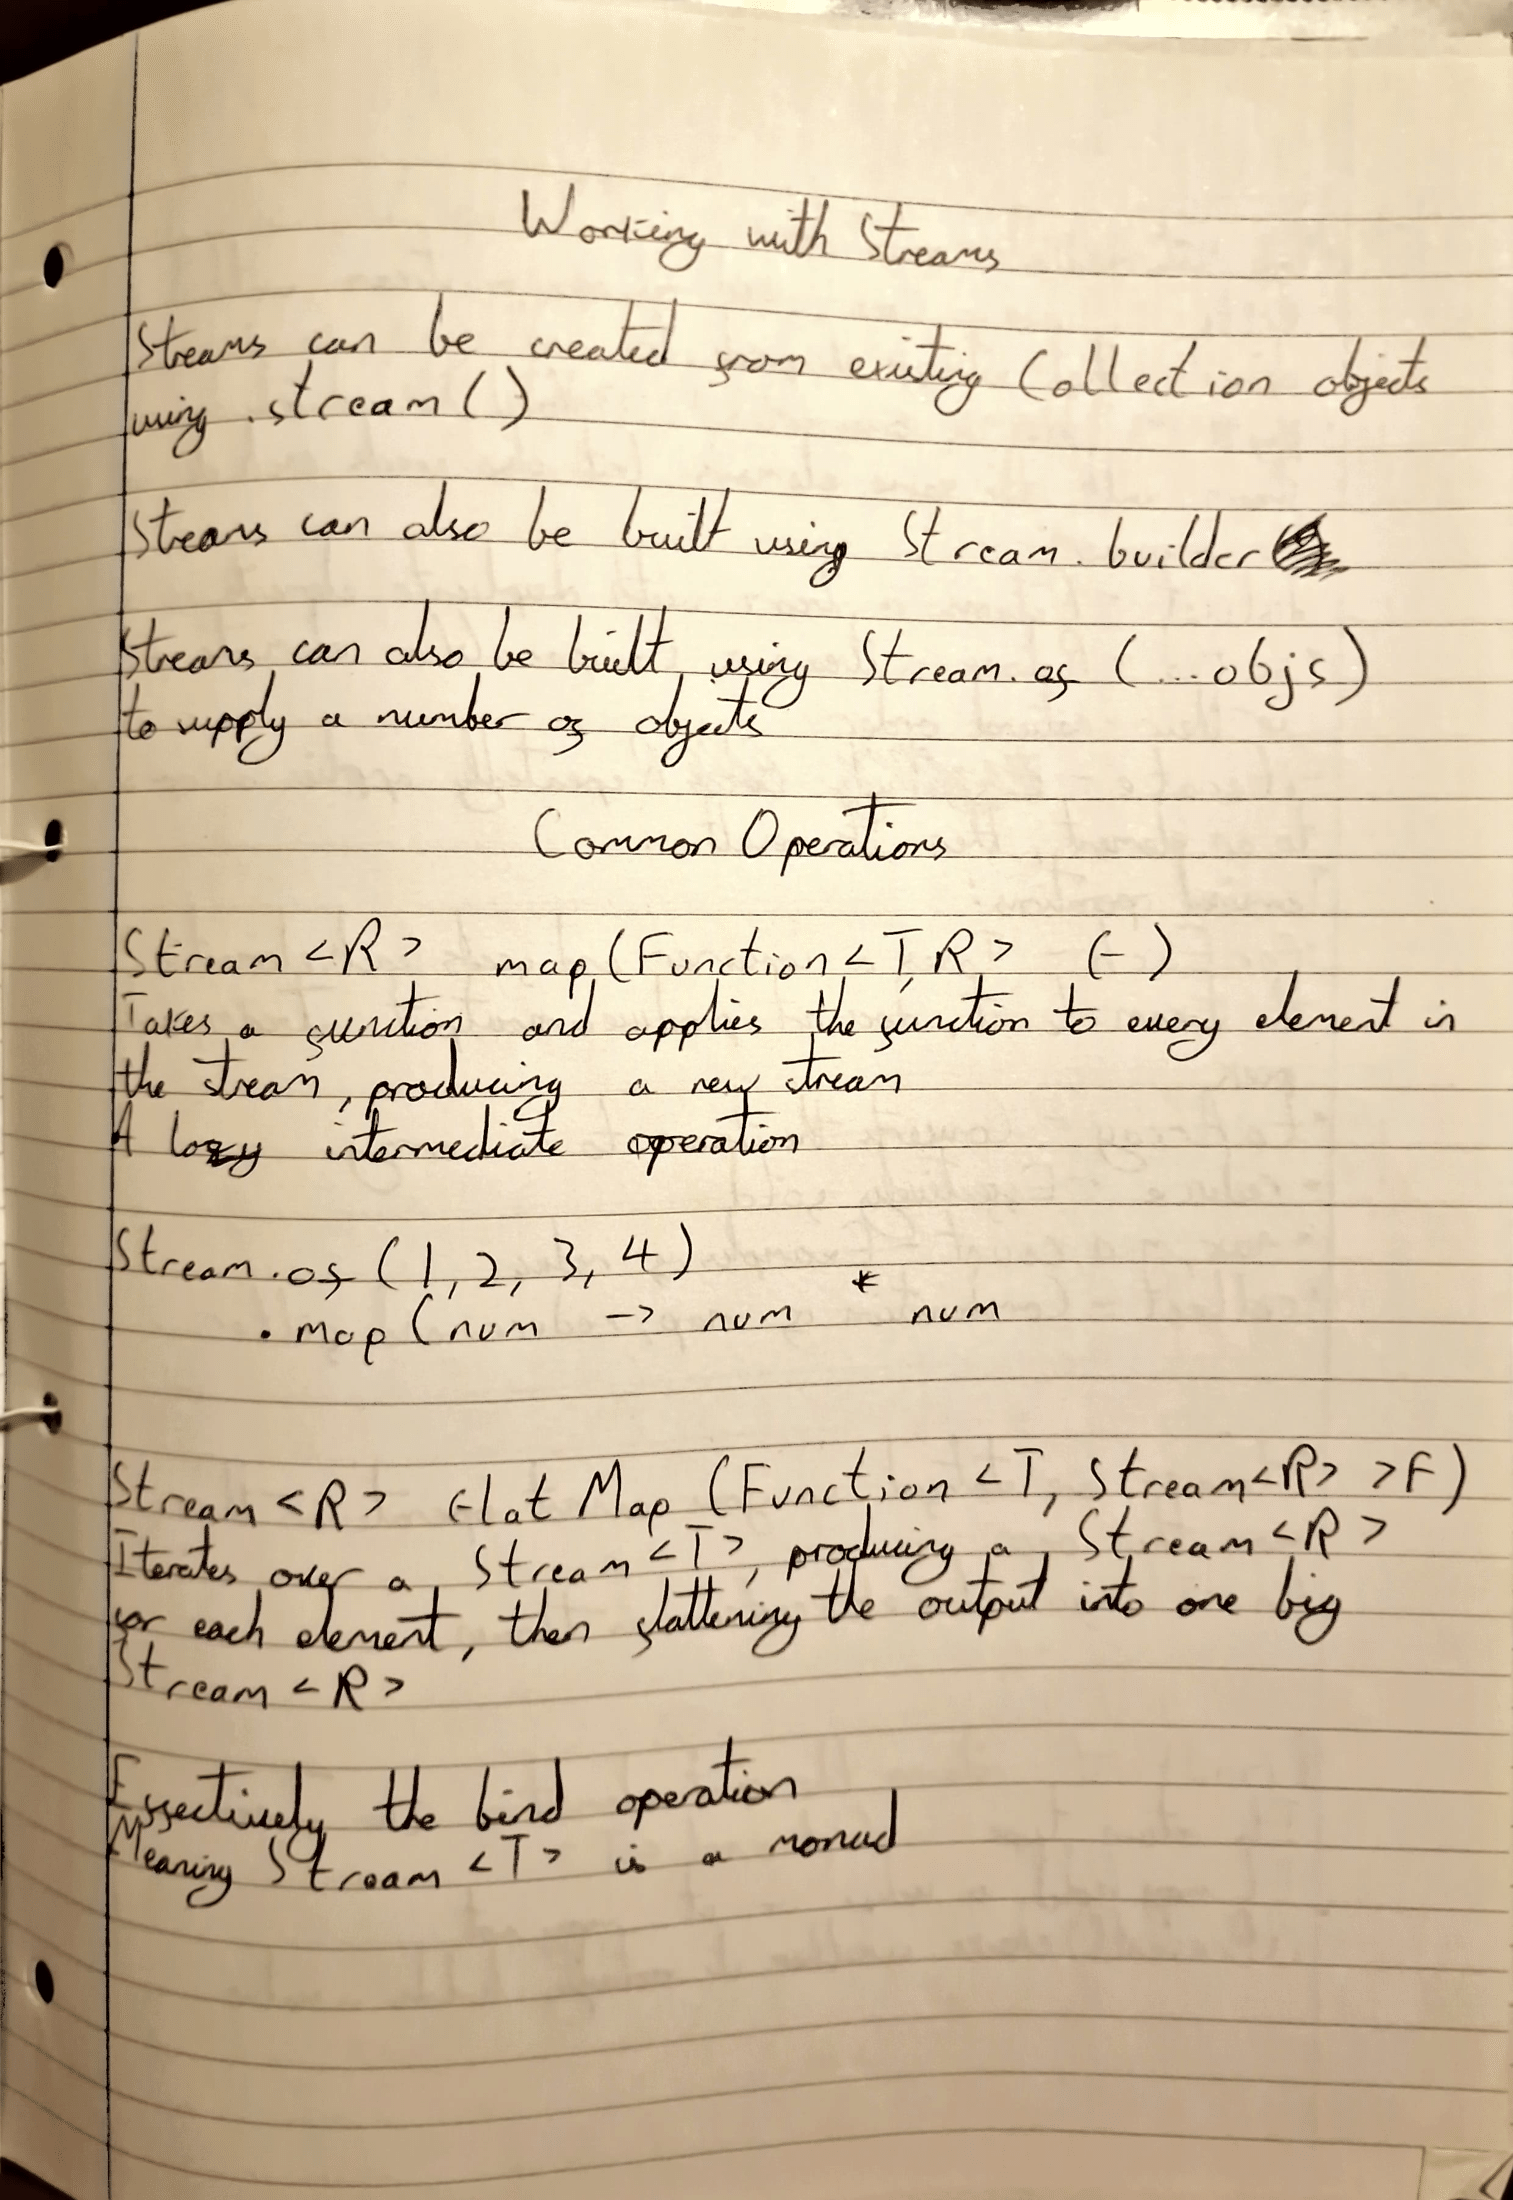 Working with Streams
Streams can be created from existing Collection objects
using .stream()
Streams can also be built using Stream.builder
Streams can also be built using Stream.of (...objs)
to supply a number of objects
Common Operations
Stream<R> map(Function<T,R> f)
Takes a function and applies the function to every element in
the stream, producing a new stream
A lazy intermediate operation
Stream.of (1, 2, 3, 4)
.map (num -> num * num
Stream<R> flatMap (Function<T, Stream<R>>f)
Iterates over a Stream<T>, producing a Stream<R>
for each element, then flattening the output into one big
Stream<R>
Effectively the bind operation
Meaning Stream<T> is a monad